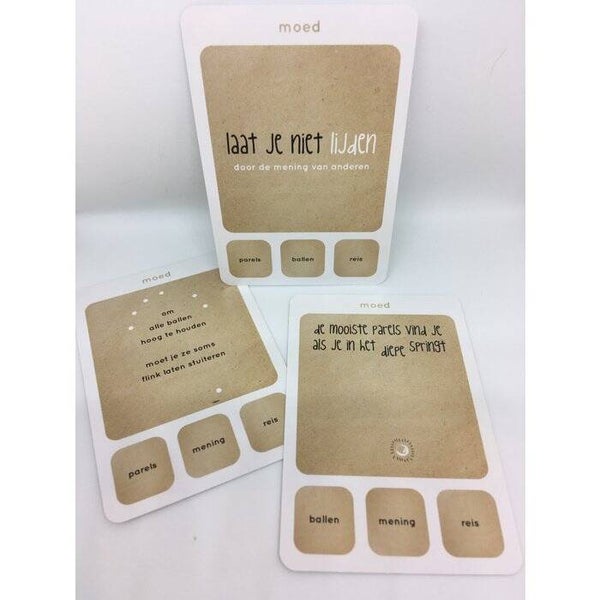 moed
laat je niet lijden
door de mening van anderen
parels
ballen
reis
moed
om
alle ballen
hoog te houden
moet je ze soms
flink laten stuiteren
parels
mening
reis
moed
de mooiste parels vind je
als je in het diepe springt
ballen
mening
reis